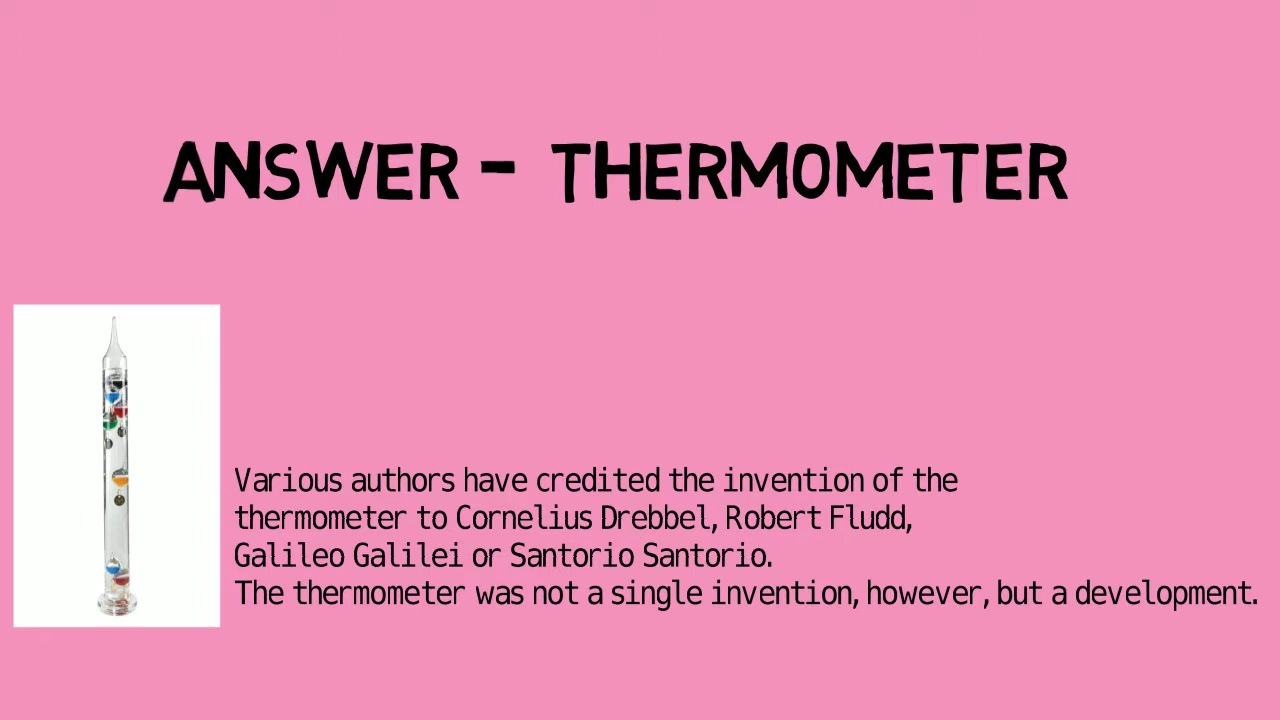 ANSWER - THERMOMETER
Various authors have credited the invention of the
thermometer to Cornelius Drebbel, Robert Fludd,
Galileo Galilei or Santorio Santorio.
The thermometer was not a single invention, however, but a development.